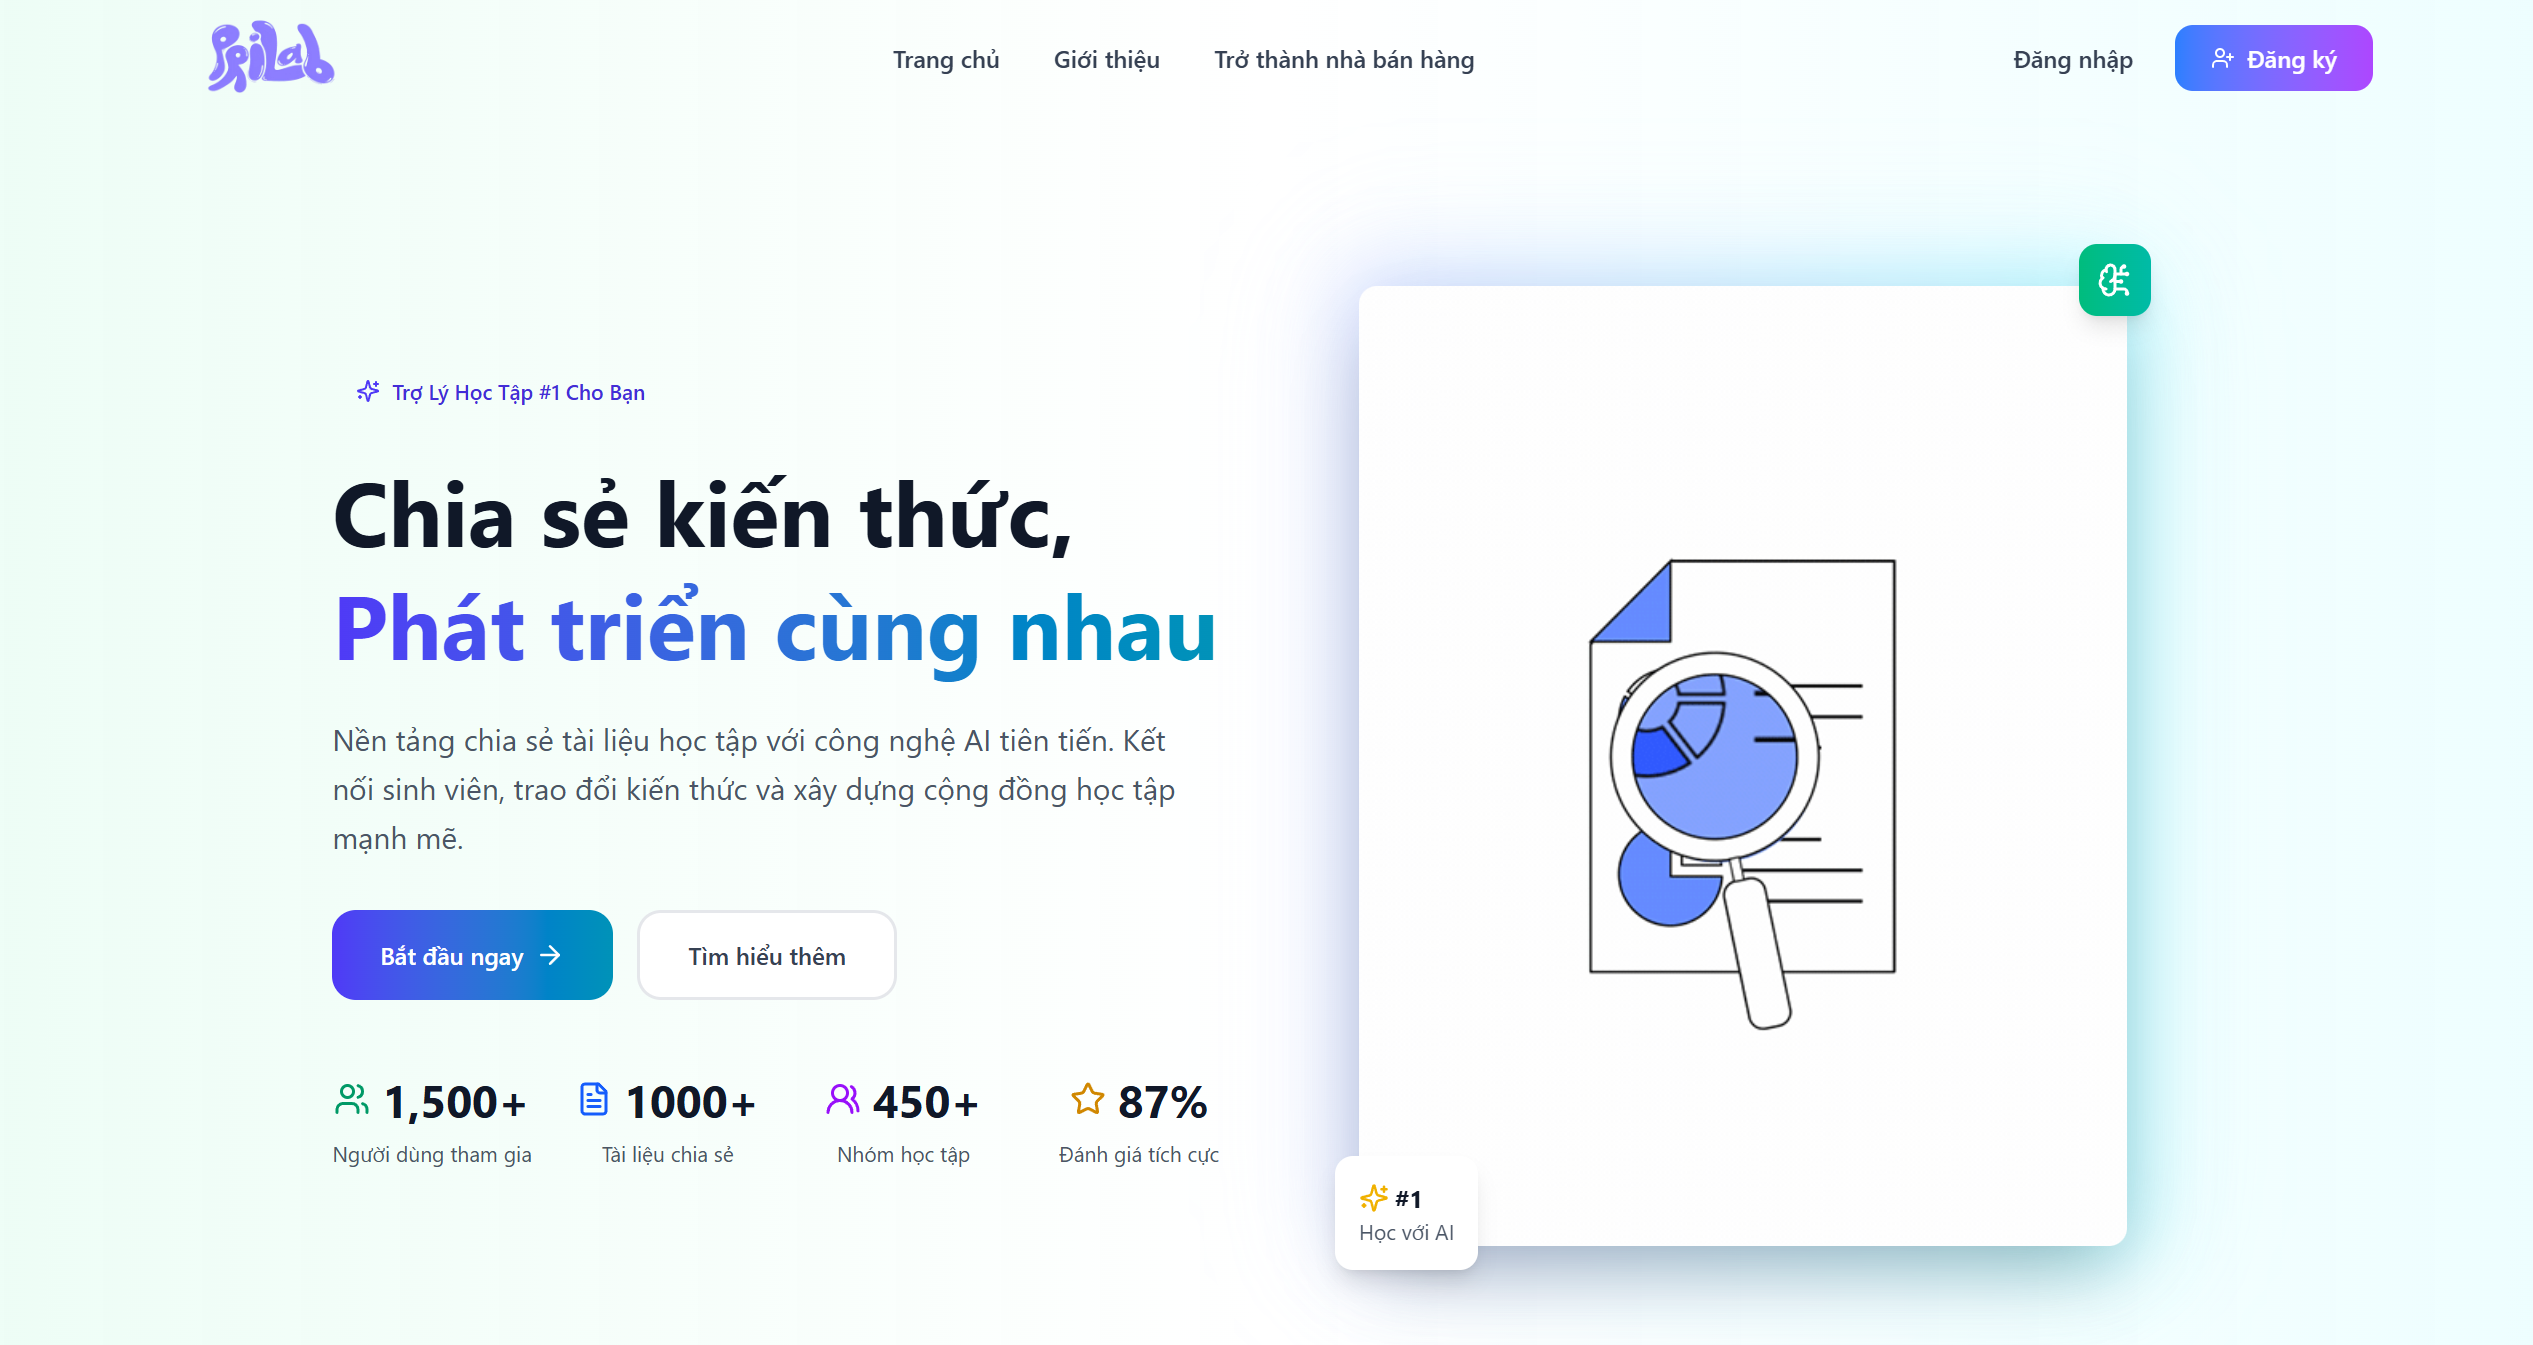 PriLab
Trang chủ
Giới thiệu
Trở thành nhà bán hàng
Đăng nhập
Đăng ký
Trợ Lý Học Tập #1 Cho Bạn
Chia sẻ kiến thức,
Phát triển cùng nhau
Nền tảng chia sẻ tài liệu học tập với công nghệ AI tiên tiến. Kết
nối sinh viên, trao đổi kiến thức và xây dựng cộng đồng học tập
mạnh mẽ.
Bắt đầu ngay
Tìm hiểu thêm
1,500+
Người dùng tham gia
1000+
Tài liệu chia sẻ
450+
Nhóm học tập
87%
Đánh giá tích cực
#1
Học với AI